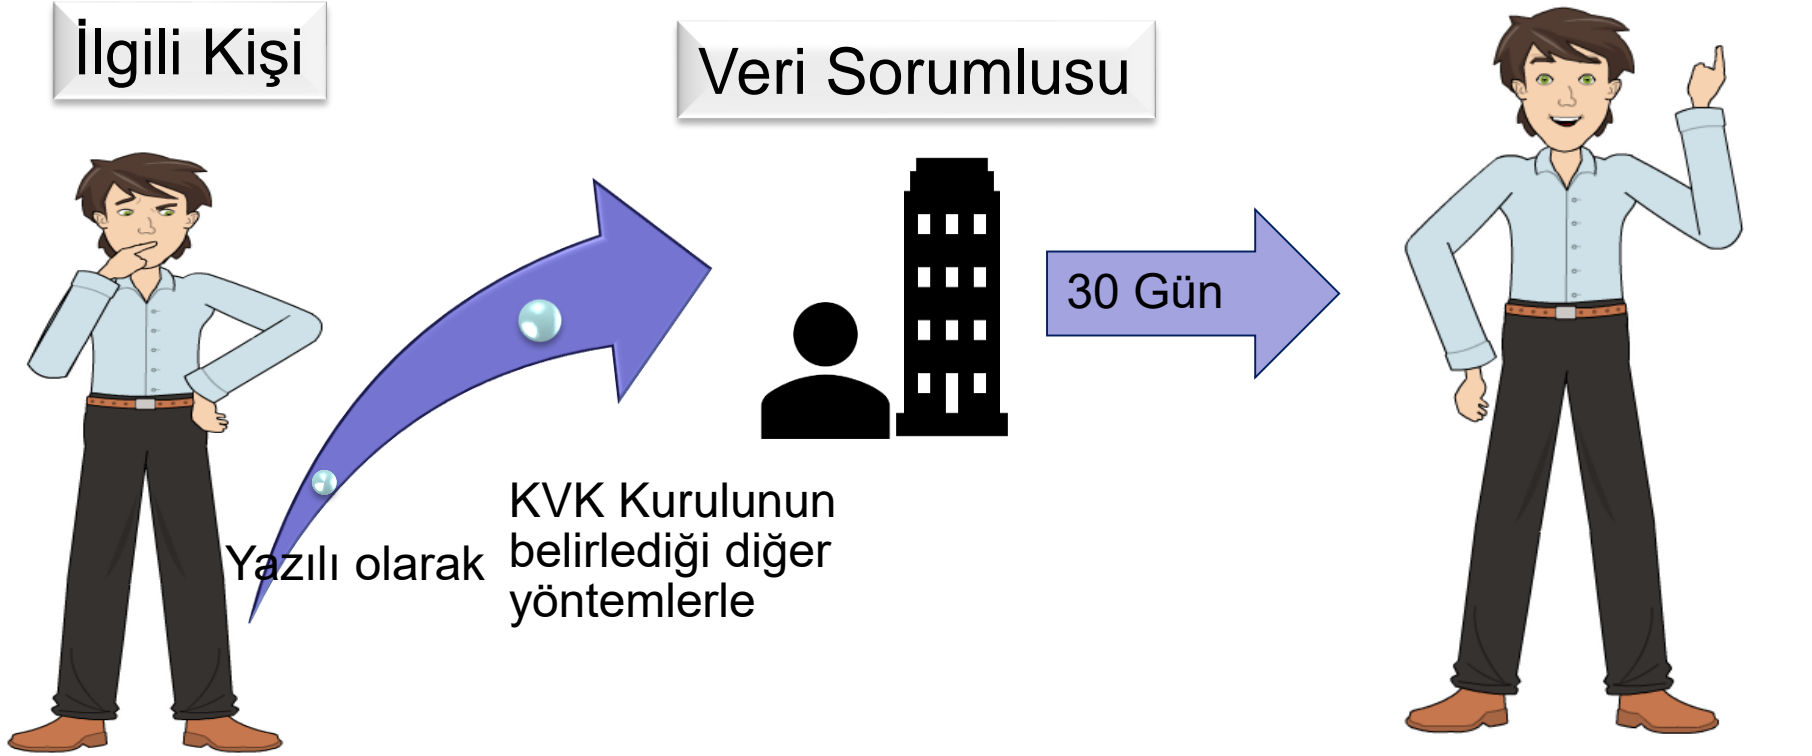 İlgili Kişi
Veri Sorumlusu
30 Gün
Yazılı olarak
KVK Kurulunun
belirlediği diğer
yöntemlerle